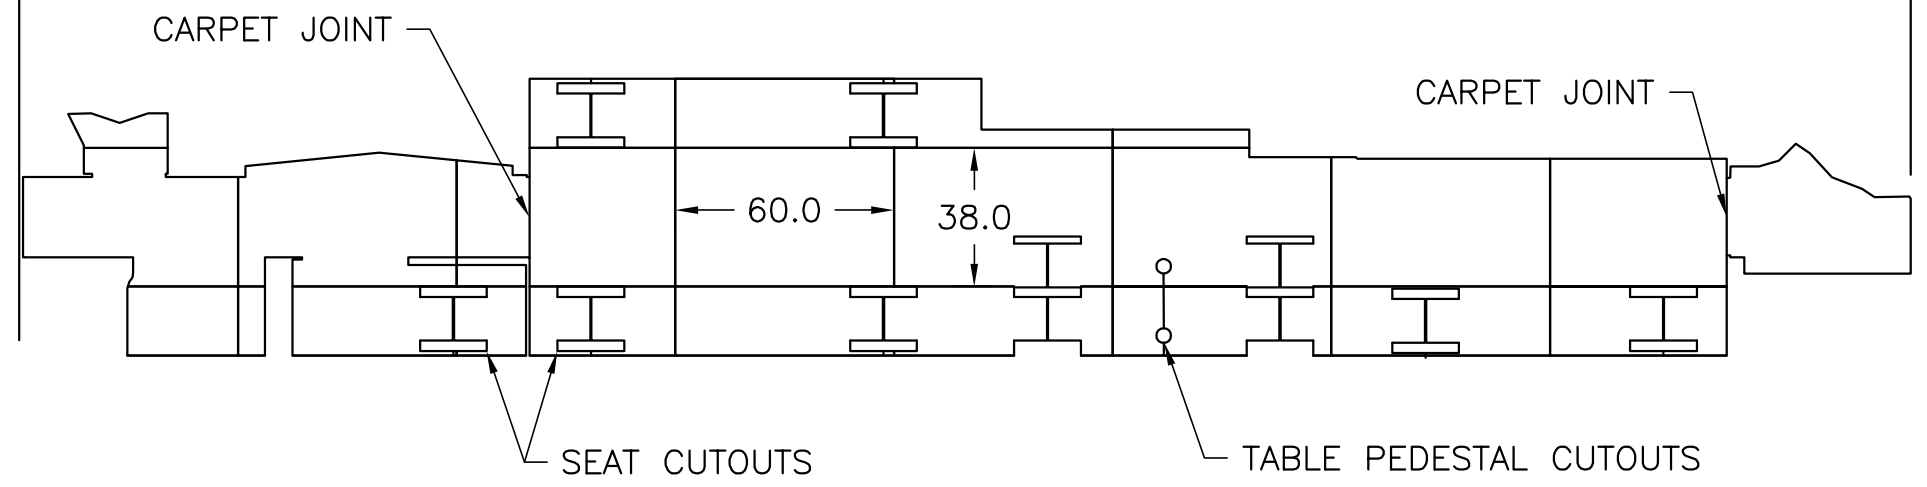 CARPET JOINT
CARPET JOINT
60.0
38.0
SEAT CUTOUTS
TABLE PEDESTAL CUTOUTS